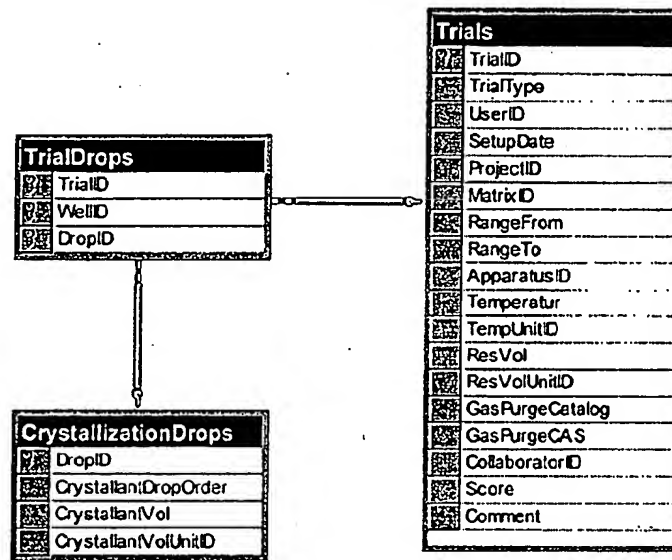 Trials
TrialID
TrialType
UserID
SetupDate
ProjectID
MatrixID
RangeFrom
RangeTo
ApparatusID
Temperatur
TempUnitID
ResVol
ResVolUnitID
GasPurgeCatalog
GasPurgeCAS
CollaboratorID
Score
Comment
TrialDrops
TrialID
WellID
DropID
CrystallizationDrops
DropID
CrystallantDropOrder
CrystallantVol
CrystallantVolUnitID